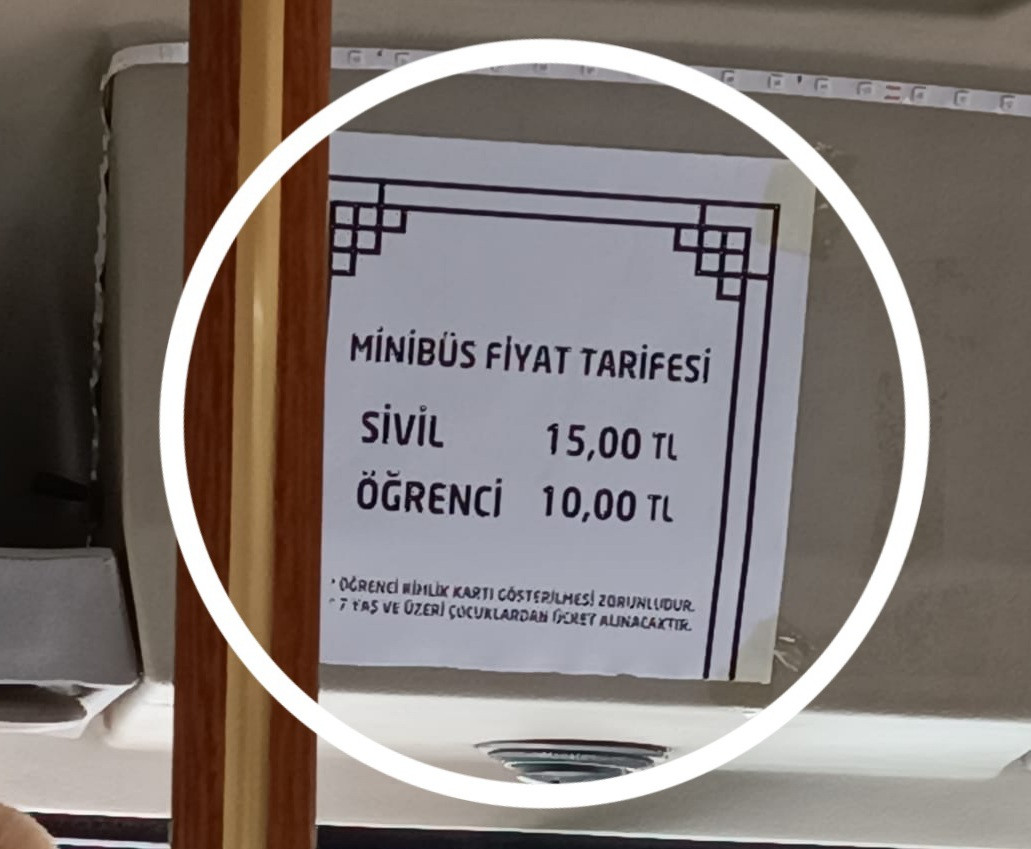 MİNİBÜS FİYAT TARİFESİ
SİVİL 15,00 TL
ÖĞRENCİ 10,00 TL
* ÖĞRENCİ KİMLİK KARTI GÖSTERİLMESİ ZORUNLUDUR.
* 7 YAŞ VE ÜZERİ ÇOCUKLARDAN ÜCRET ALINACAKTIR.